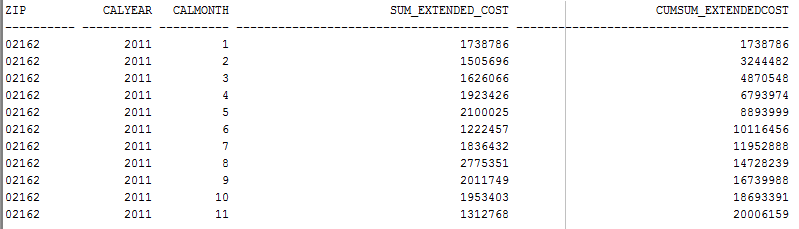 ZIP CALYEAR CALMONTH SUM_EXTENDED_COST CUMSUM_EXTENDEDCOST
02162 2011 1 1738786 1738786
02162 2011 2 1505696 3244482
02162 2011 3 1626066 4870548
02162 2011 4 1923426 6793974
02162 2011 5 2100025 8893999
02162 2011 6 1222457 10116456
02162 2011 7 1836432 11952888
02162 2011 8 2775351 14728239
02162 2011 9 2011749 16739988
02162 2011 10 1953403 18693391
02162 2011 11 1312768 20006159